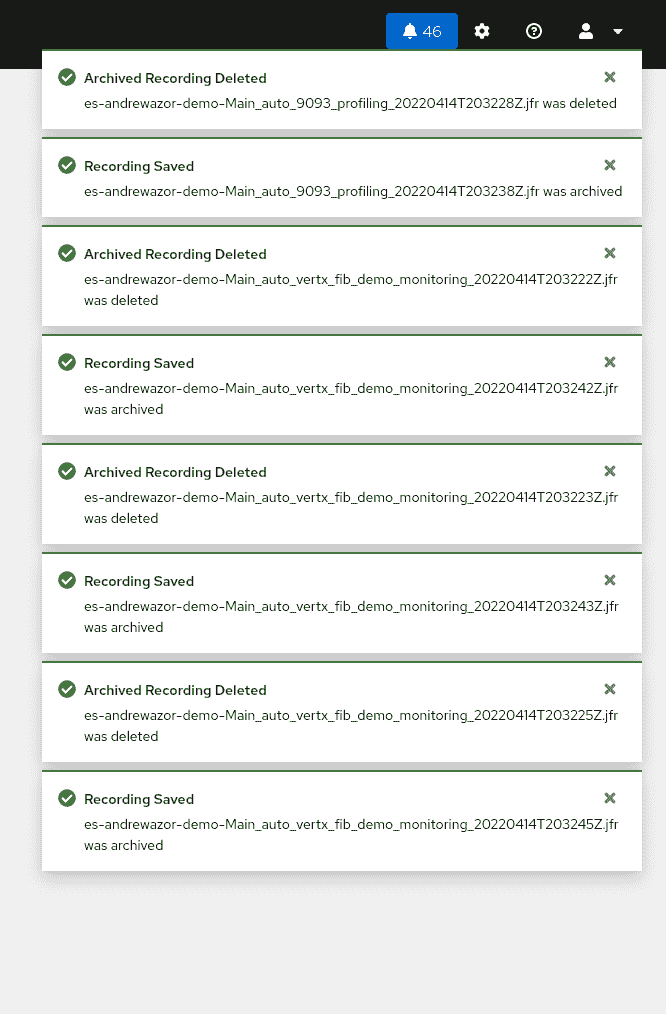 46
Archived Recording Deleted
es-andrewazor-demo-Main_auto_9093_profiling_20220414T203228Z.jfr was deleted
Recording Saved
es-andrewazor-demo-Main_auto_9093_profiling_20220414T203238Z.jfr was archived
Archived Recording Deleted
es-andrewazor-demo-Main_auto_vertx_fib_demo_monitoring_20220414T203222Z.jfr
was deleted
Recording Saved
es-andrewazor-demo-Main_auto_vertx_fib_demo_monitoring_20220414T203242Z.jfr
was archived
Archived Recording Deleted
es-andrewazor-demo-Main_auto_vertx_fib_demo_monitoring_20220414T203223Z.jfr
was deleted
Recording Saved
es-andrewazor-demo-Main_auto_vertx_fib_demo_monitoring_20220414T203243Z.jfr
was archived
Archived Recording Deleted
es-andrewazor-demo-Main_auto_vertx_fib_demo_monitoring_20220414T203225Z.jfr
was deleted
Recording Saved
es-andrewazor-demo-Main_auto_vertx_fib_demo_monitoring_20220414T203245Z.jfr
was archived